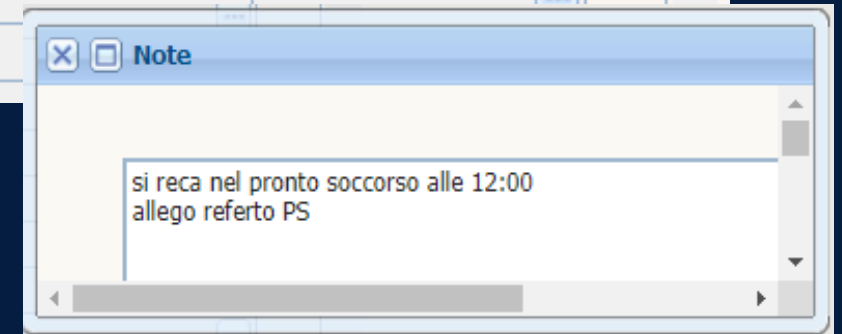 Note
si reca nel pronto soccorso alle 12:00
allego referto PS